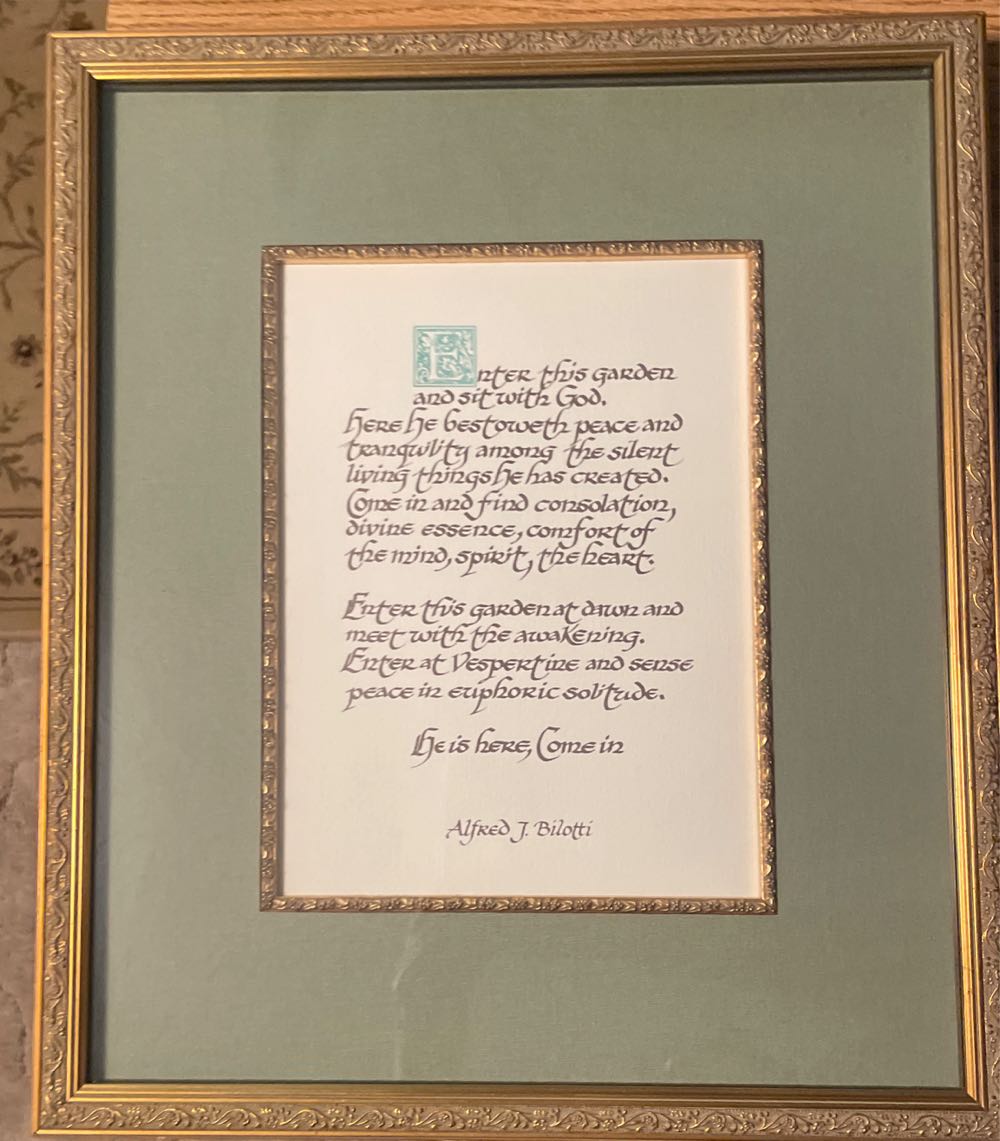 Enter this garden
and sit with God.
Here He bestoweth peace and
tranquility among the silent
living things He has created.
Come in and find consolation,
divine essence, comfort of
the mind, spirit, the heart.
Enter this garden at dawn and
meet with the awakening.
Enter at Vespertine and sense
peace in euphoric solitude.
He is here, Come in
Alfred J. Bilotti